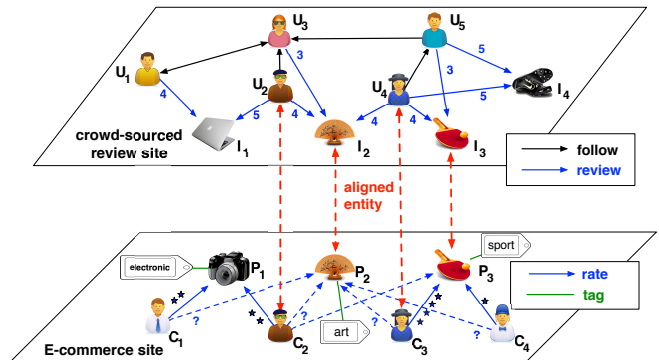 U3
U5
U1
3
5
U2
U4
3
4
5
I4
5
4
4
4
5
crowd-sourced
review site
I1
I2
I3
follow
review
aligned
entity
sport
electronic
P1
P2
P3
rate
tag
?
?
?
?
art
C1
C2
C3
C4
E-commerce site